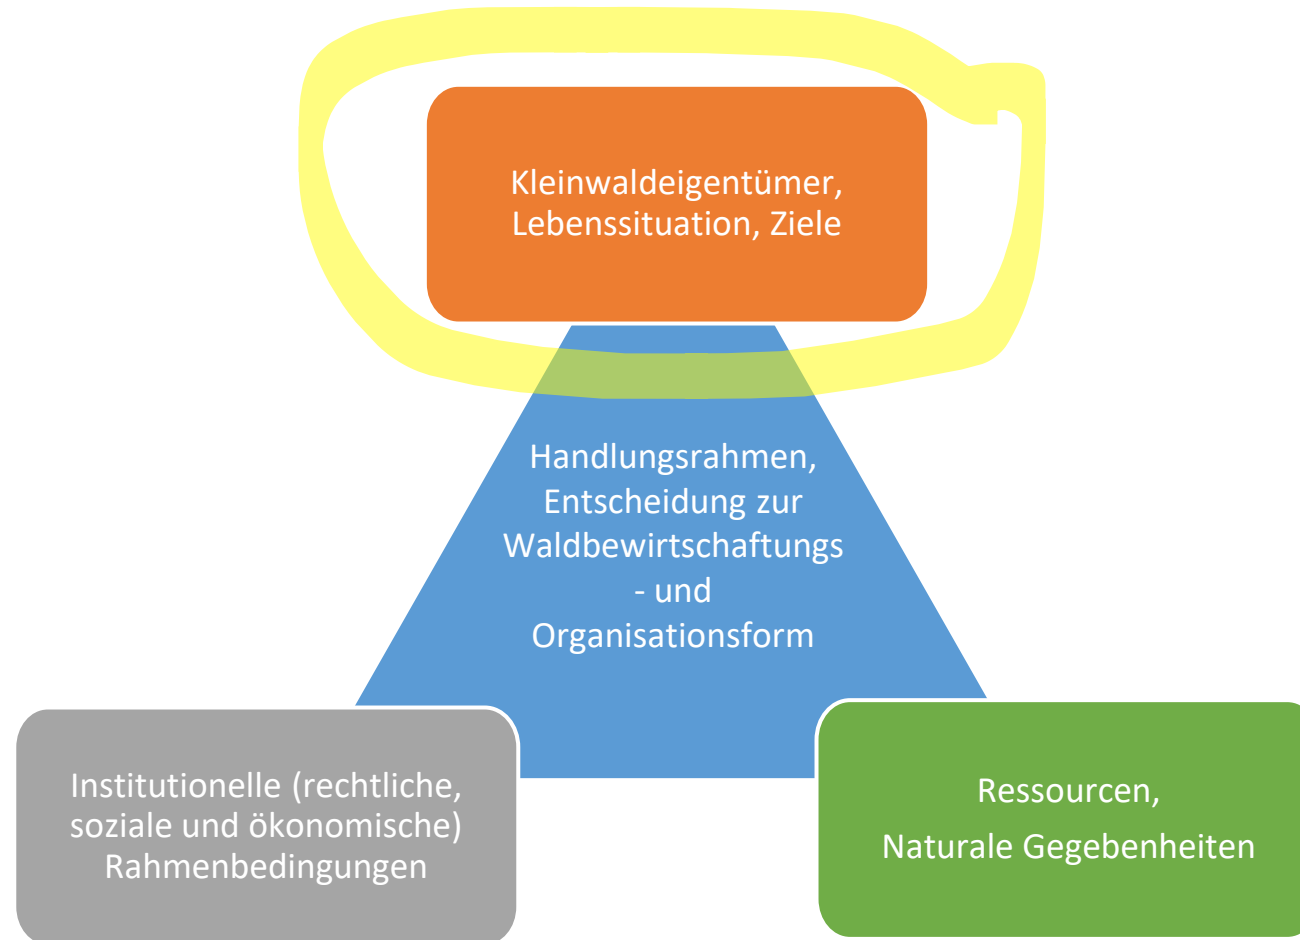 Kleinwaldeigentümer,
Lebenssituation, Ziele
Handlungsrahmen,
Entscheidung zur
Waldbewirtschaftungs
- und
Organisationsform
Institutionelle (rechtliche,
soziale und ökonomische)
Rahmenbedingungen
Ressourcen,
Naturale Gegebenheiten